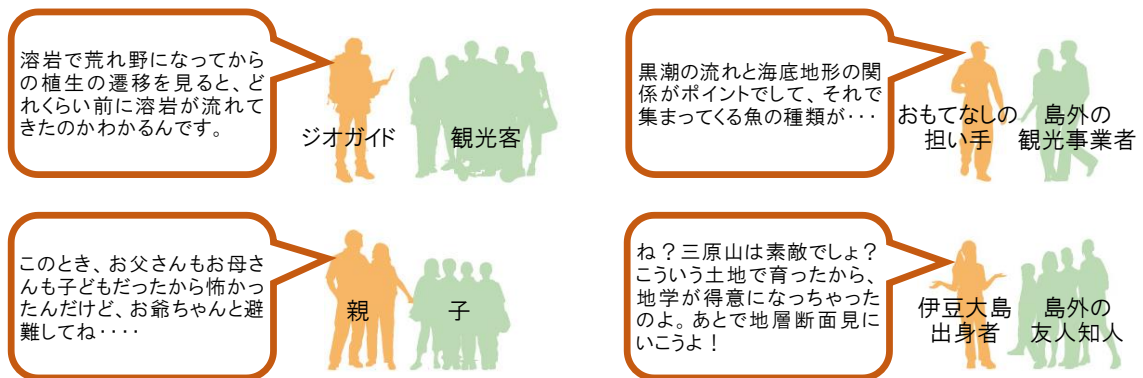 溶岩で荒れ野になってから
の植生の遷移を見ると、ど
れくらい前に溶岩が流れて
きたのかわかるんです。
ジオガイド
観光客
黒潮の流れと海底地形の関
係がポイントでして、それで
集まってくる魚の種類が･･･
おもてなしの
担い手
島外の
観光事業者
このとき、お父さんもお母さ
んも子どもだったから怖かっ
たんだけど、お爺ちゃんと避
難してね････
親
子
ね？三原山は素敵でしょ？
こういう土地で育ったから、
地学が得意になっちゃった
のよ。あとで地層断面見に
いこうよ！
伊豆大島
出身者
島外の
友人知人